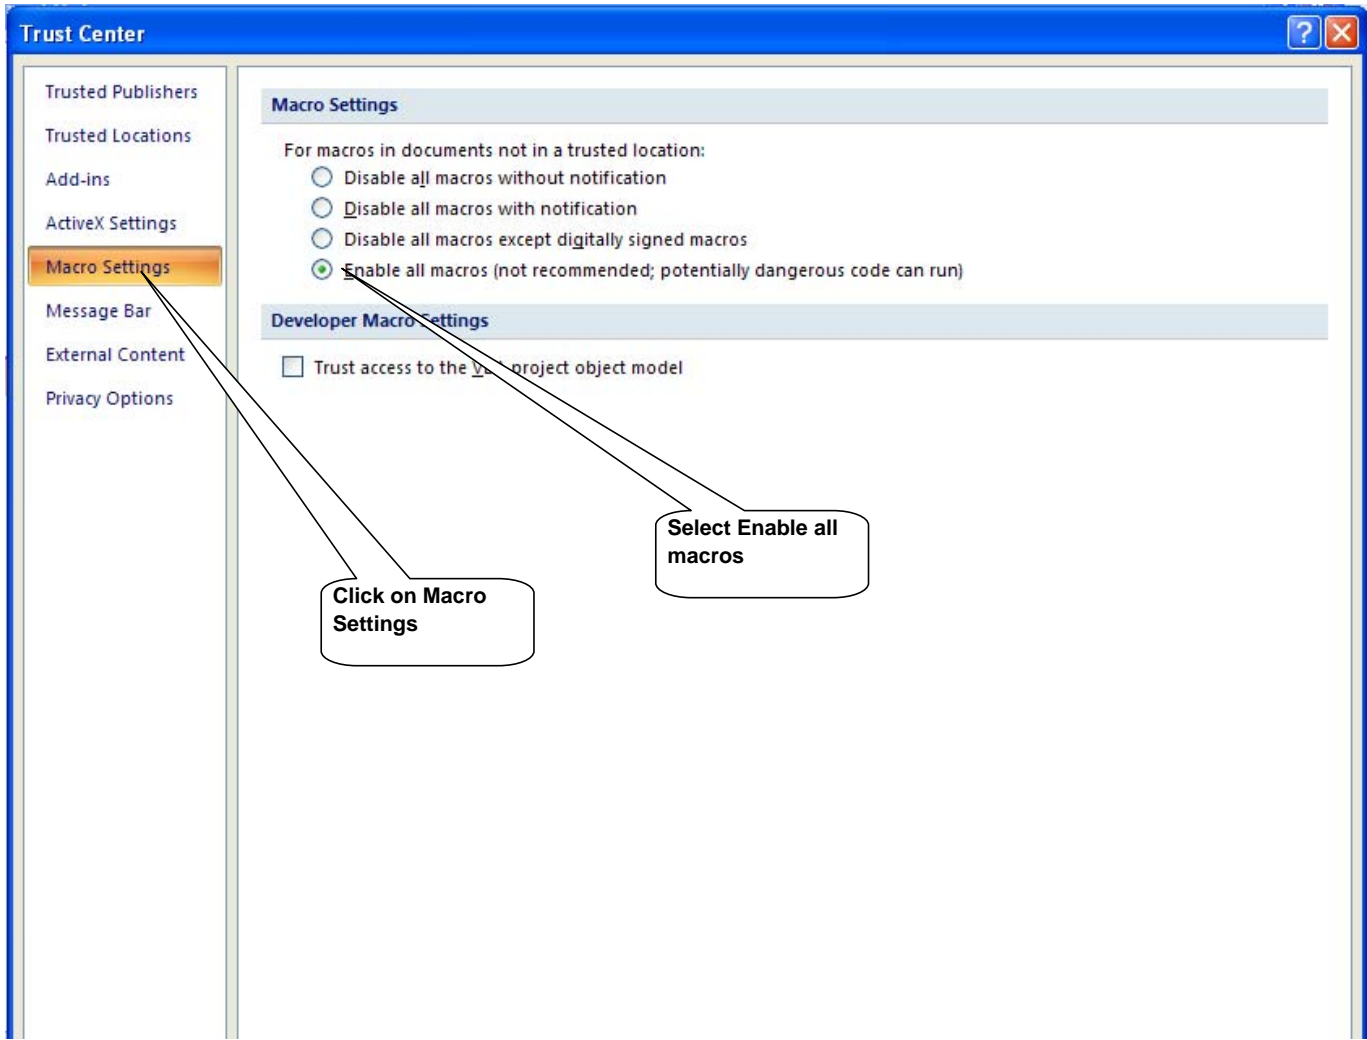 Trust Center
Trusted Publishers
Trusted Locations
Add-ins
ActiveX Settings
Macro Settings
Message Bar
External Content
Privacy Options
Macro Settings
For macros in documents not in a trusted location:
Disable all macros without notification
Disable all macros with notification
Disable all macros except digitally signed macros
Enable all macros (not recommended; potentially dangerous code can run)
Developer Macro Settings
Trust access to the VBA project object model
Select Enable all
macros
Click on Macro
Settings